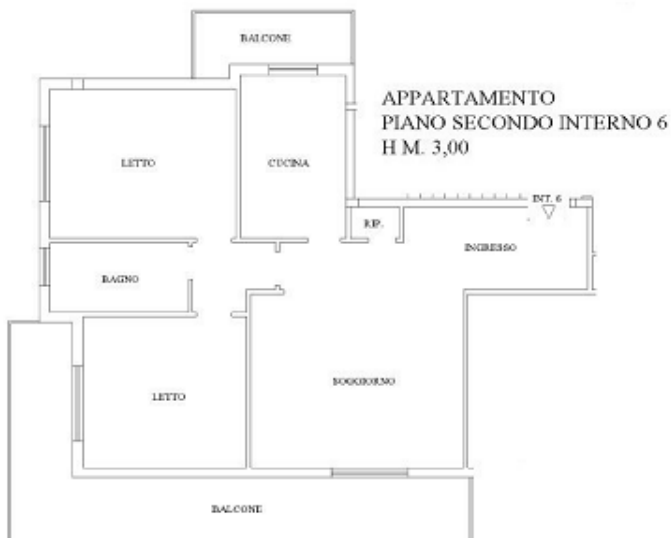 BALCONE
APPARTAMENTO
PIANO SECONDO INTERNO 6
H M. 3,00
LETTO
CUCINA
INT. 6
RIP.
INGRESSO
BAGNO
SOGGIORNO
LETTO
BALCONE